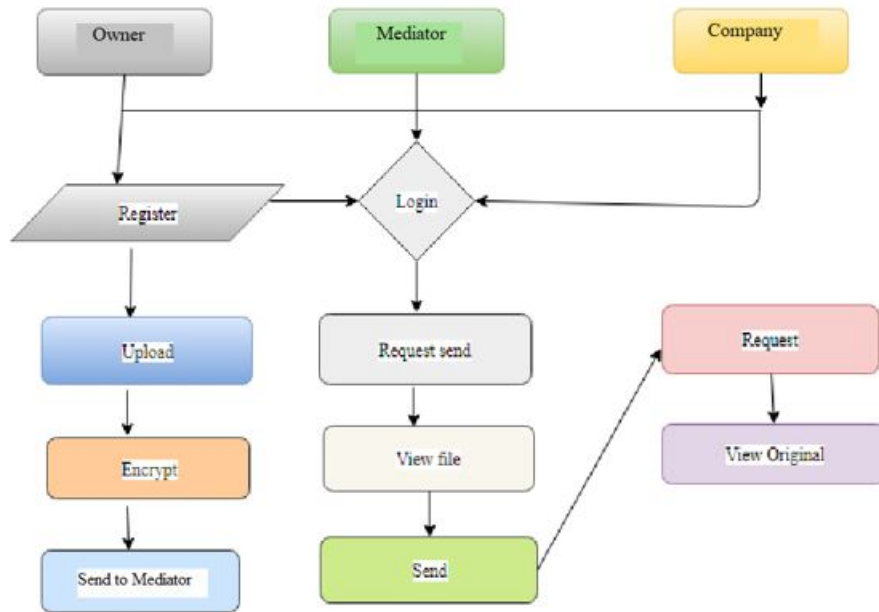 Owner
Mediator
Company
Register
Login
Upload
Request send
Request
Encrypt
View file
View Original
Send to Mediator
Send